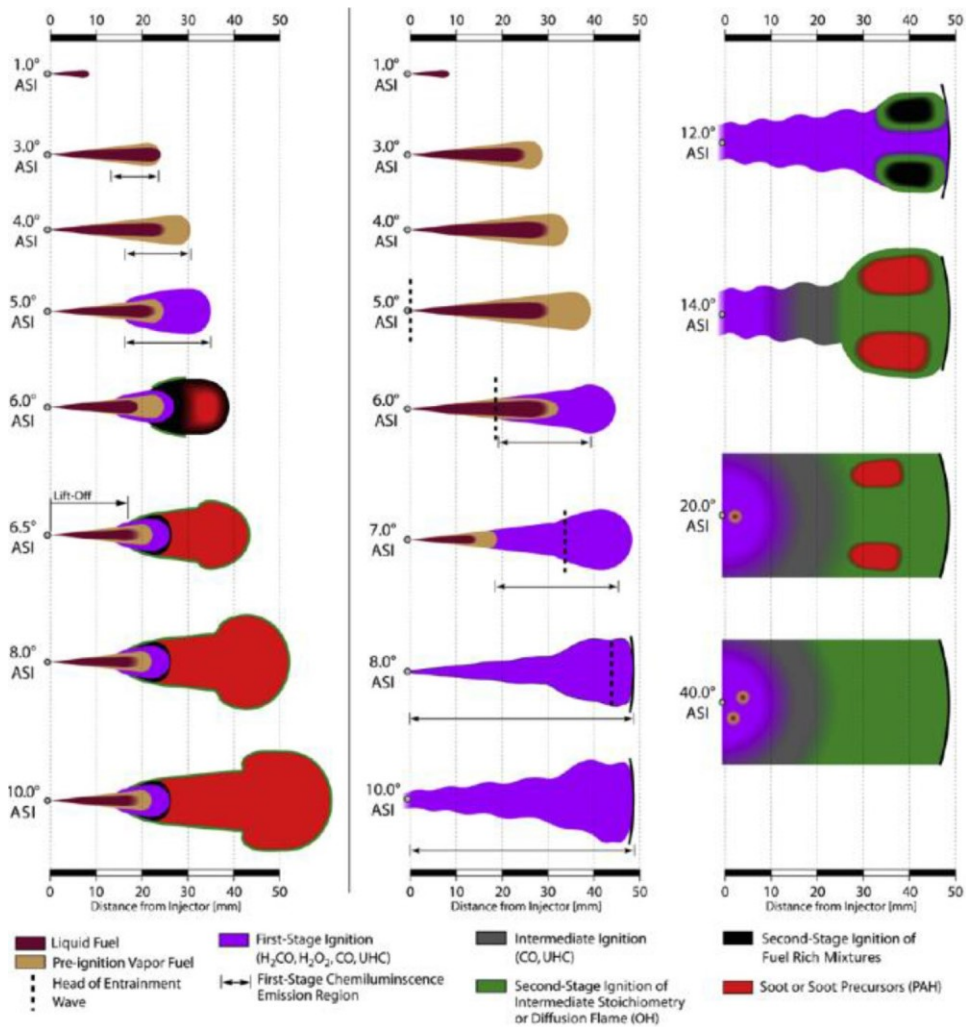 0 10 20 30 40 50
1.0°
ASI
3.0°
ASI
4.0°
ASI
5.0°
ASI
6.0°
ASI
Lift-Off
6.5°
ASI
8.0°
ASI
10.0°
ASI
0 10 20 30 40 50
Distance from Injector [mm]
0 10 20 30 40 50
1.0°
ASI
3.0°
ASI
4.0°
ASI
5.0°
ASI
6.0°
ASI
7.0°
ASI
8.0°
ASI
10.0°
ASI
0 10 20 30 40 50
Distance from Injector [mm]
0 10 20 30 40 50
12.0°
ASI
14.0°
ASI
20.0°
ASI
40.0°
ASI
0 10 20 30 40 50
Distance from Injector [mm]
Liquid Fuel
Pre-ignition Vapor Fuel
Head of Entrainment
Wave
First-Stage Ignition
(H₂CO, H₂O₂, CO, UHC)
First-Stage Chemiluminscence
Emission Region
Intermediate Ignition
(CO, UHC)
Second-Stage Ignition of
Intermediate Stoichiometry
or Diffusion Flame (OH)
Second-Stage Ignition of
Fuel Rich Mixtures
Soot or Soot Precursors (PAH)